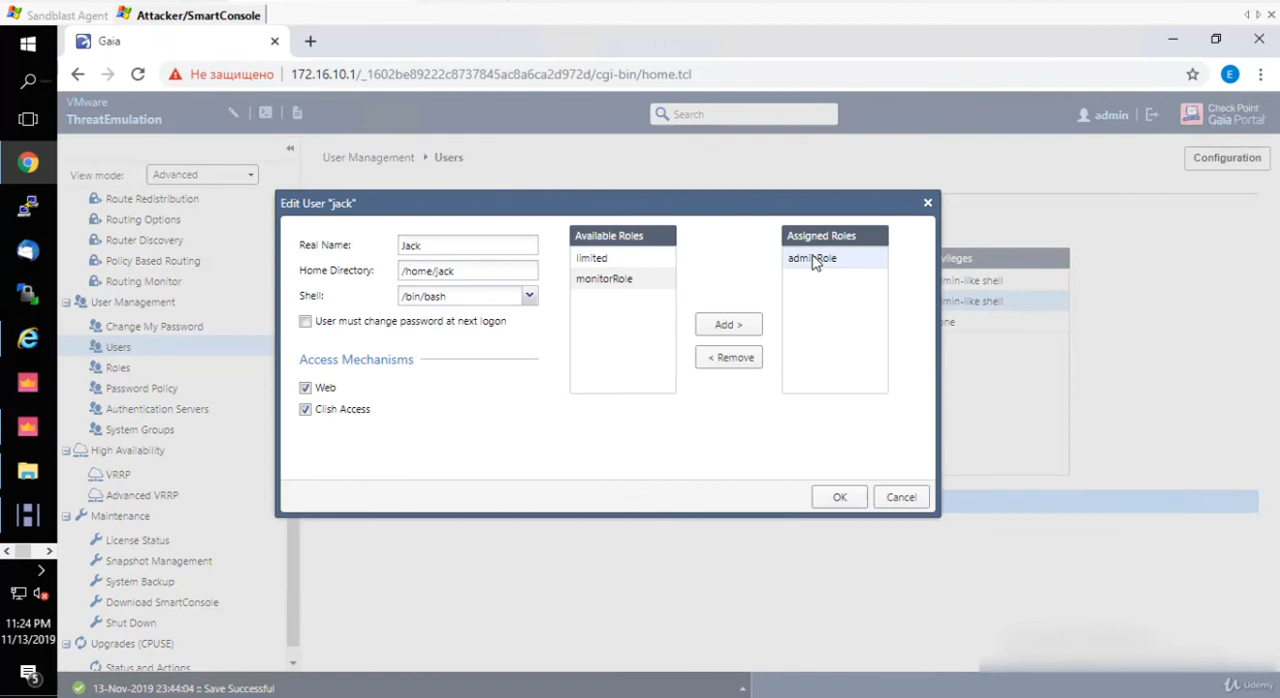 Sandblast Agent
Attacker/SmartConsole
Gaia
Не защищено
172.16.10.1/_1602be89222c8737845ac8a6ca2d972d/cgi-bin/home.tcl
E
VMware
ThreatEmulation
Search
admin
Check Point
Gaia Portal
View mode:
Advanced
User Management
Users
Configuration
Route Redistribution
Routing Options
Router Discovery
Policy Based Routing
Routing Monitor
User Management
Change My Password
Users
Roles
Password Policy
Authentication Servers
System Groups
High Availability
VRRP
Advanced VRRP
Maintenance
License Status
Snapshot Management
System Backup
Download SmartConsole
Shut Down
Upgrades (CPUSE)
Status and Actions
Edit User "jack"
Real Name:
Jack
Home Directory:
/home/jack
Shell:
/bin/bash
User must change password at next logon
Access Mechanisms
Web
Clish Access
Available Roles
limited
monitorRole
Add >
< Remove
Assigned Roles
adminRole
OK
Cancel
vileges
min-like shell
min-like shell
one
11:24 PM
11/13/2019
5
13-Nov-2019 23:44:04 :: Save Successful
Udemy